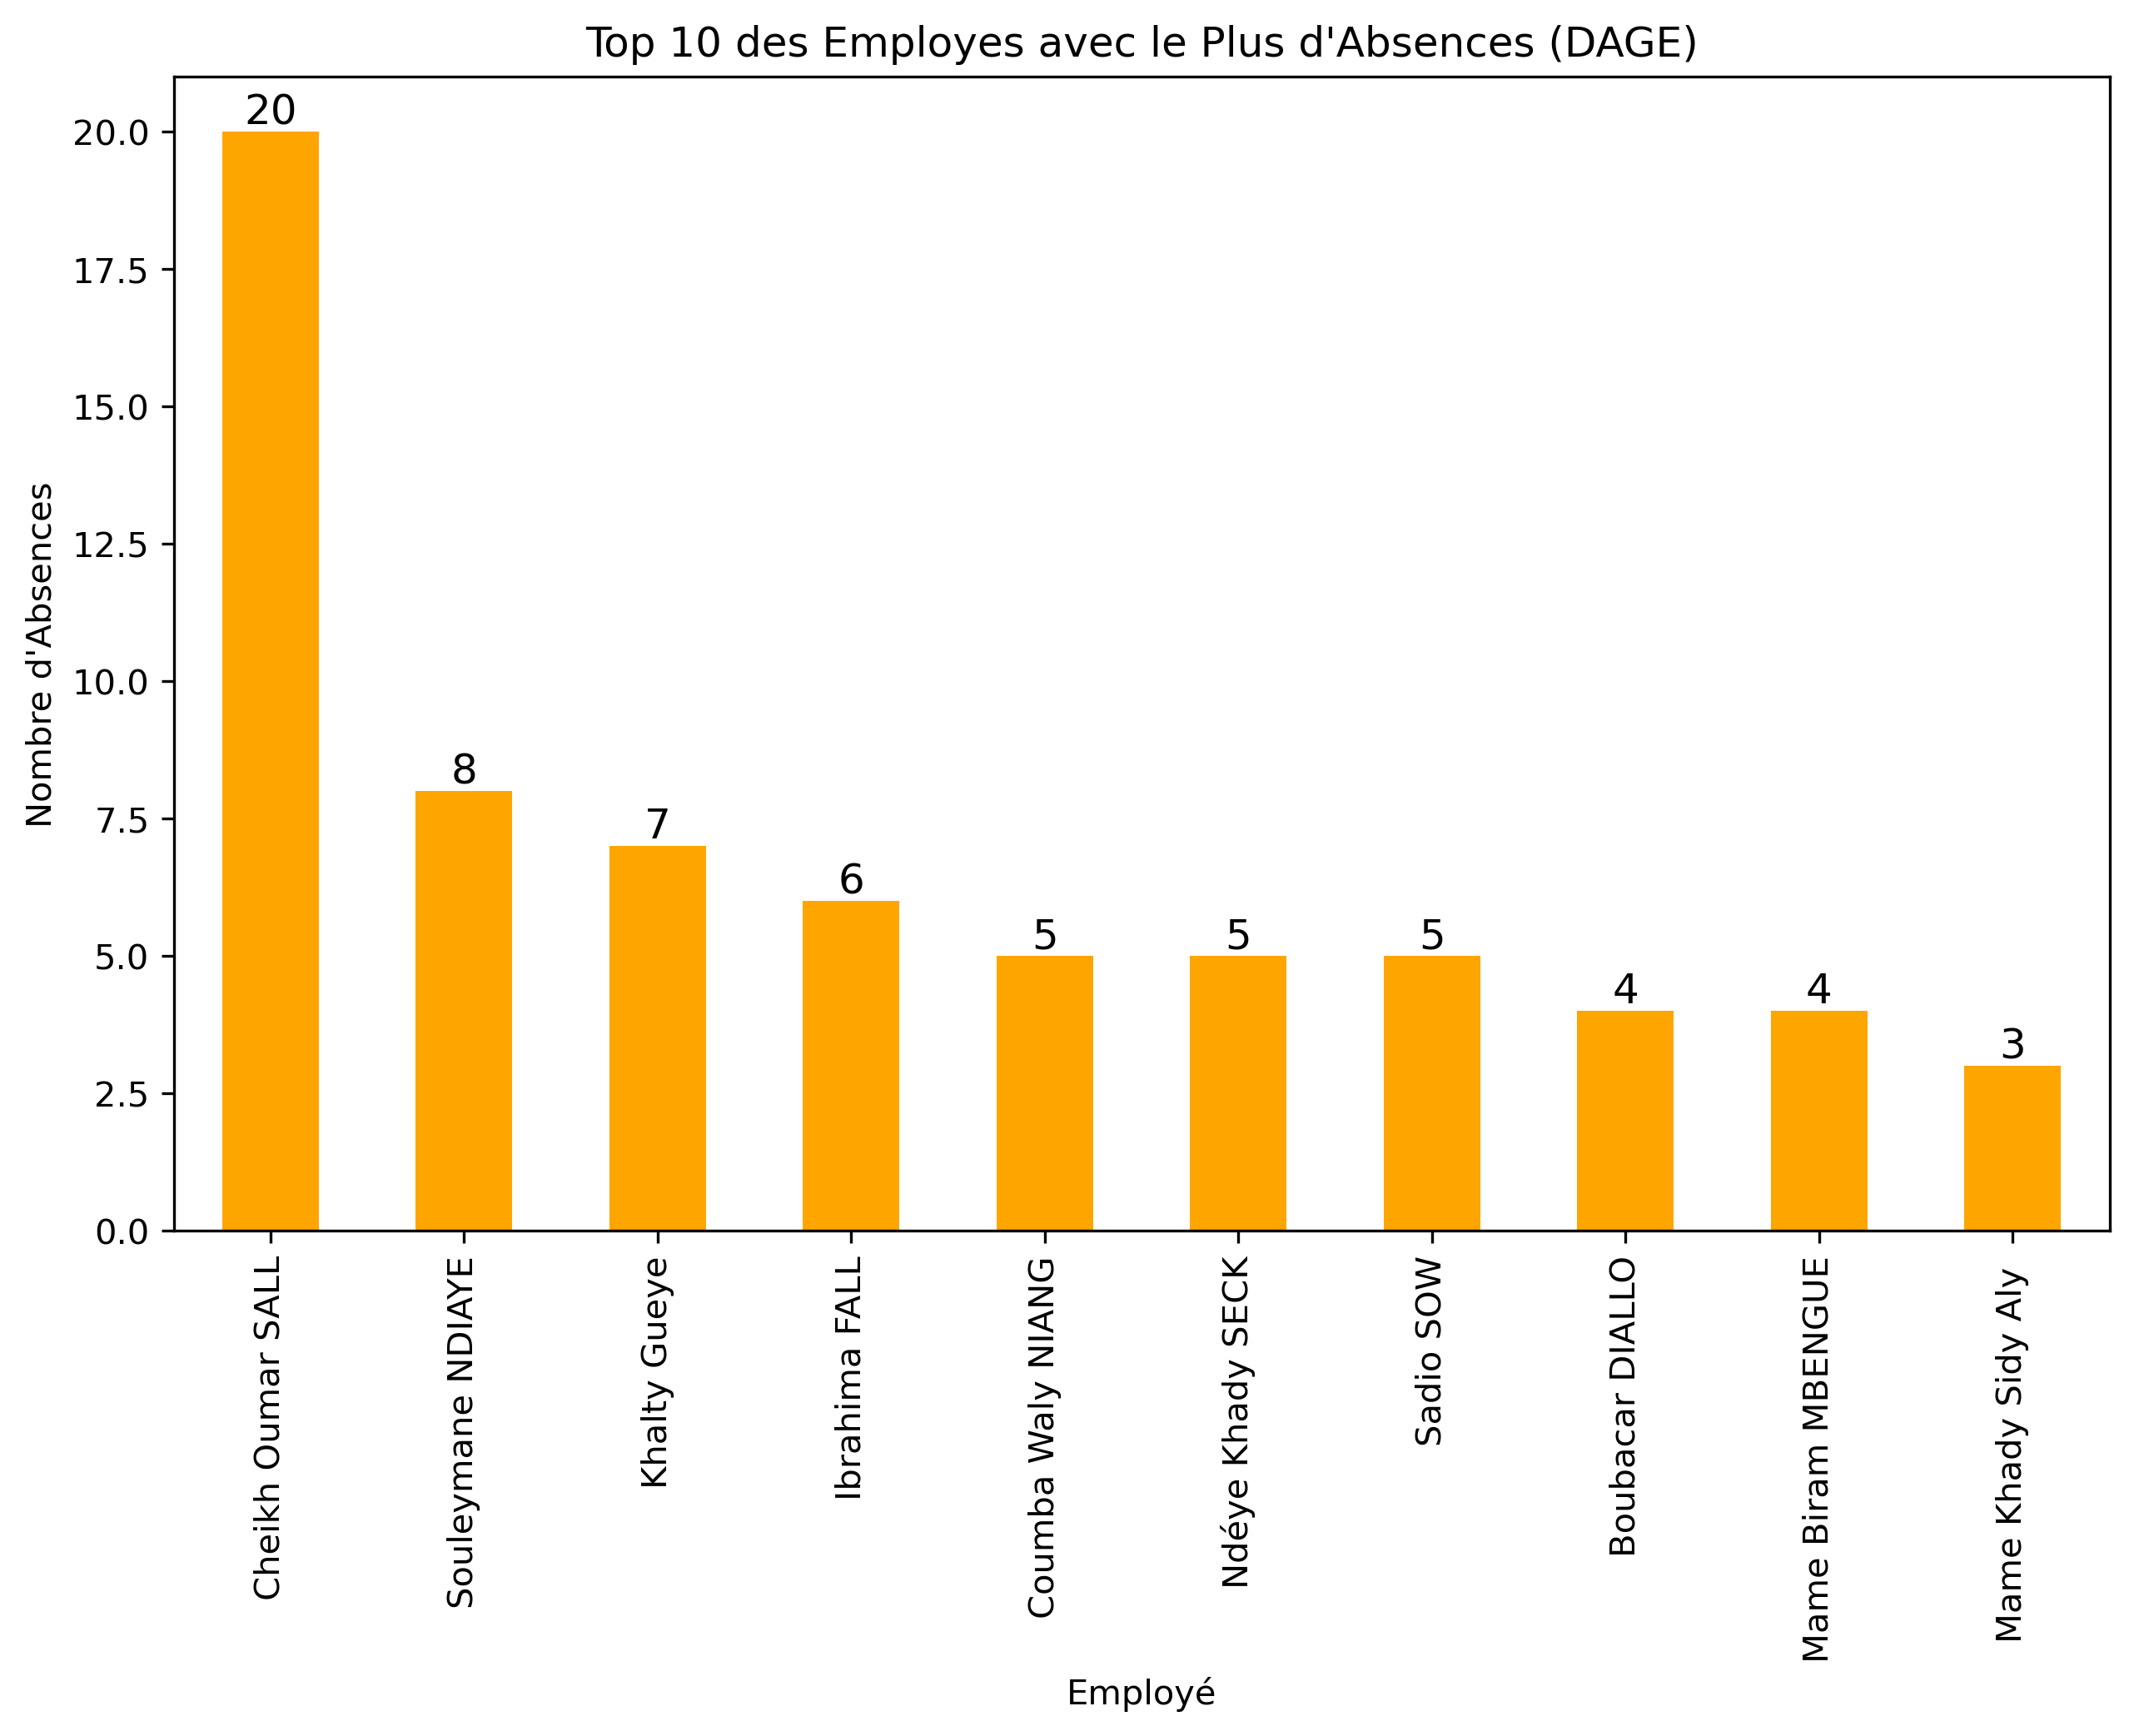 Top 10 des Employes avec le Plus d'Absences (DAGE)
20
8
7
6
5
5
5
4
4
3
20.0
17.5
15.0
12.5
10.0
7.5
5.0
2.5
0.0
Nombre d'Absences
Cheikh Oumar SALL
Souleymane NDIAYE
Khalty Gueye
Ibrahima FALL
Coumba Waly NIANG
Ndéye Khady SECK
Sadio SOW
Boubacar DIALLO
Mame Biram MBENGUE
Mame Khady Sidy Aly
Employé